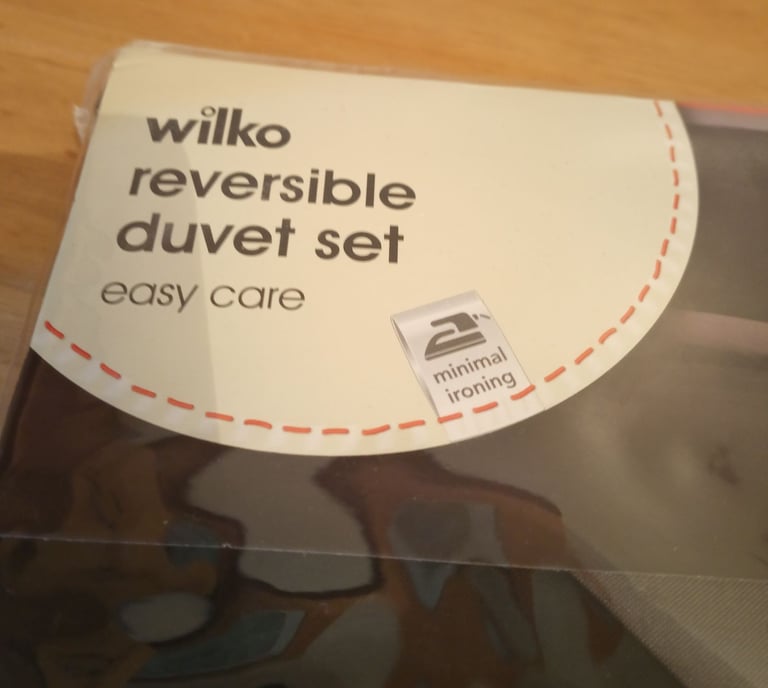 wilko
reversible
duvet set
easy care
minimal
ironing